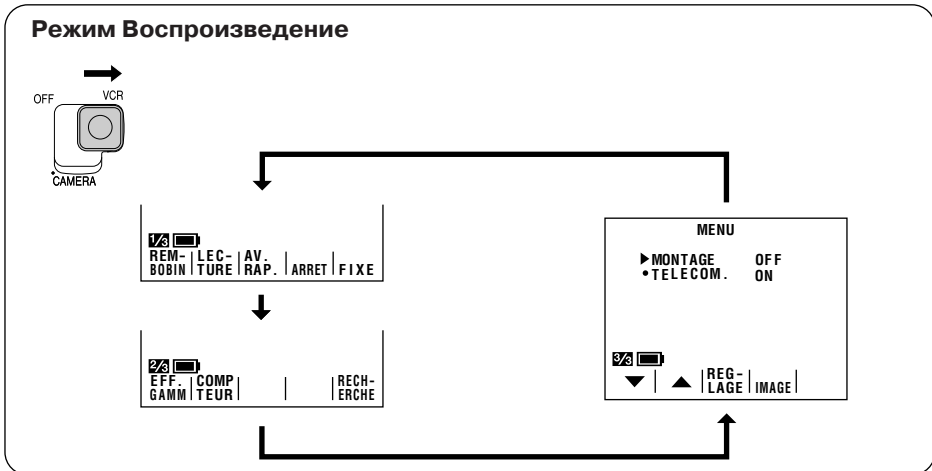 Режим Воспроизведение
OFF VCR
CAMERA
1/3
REM- LEC- AV.
BOBIN TURE RAP. ARRET FIXE
2/3
EFF. COMP RECH-
GAMM TEUR ERCHE
MENU
▶MONTAGE OFF
•TELECOM. ON
3/3
▼ ▲ REG- IMAGE
LAGE